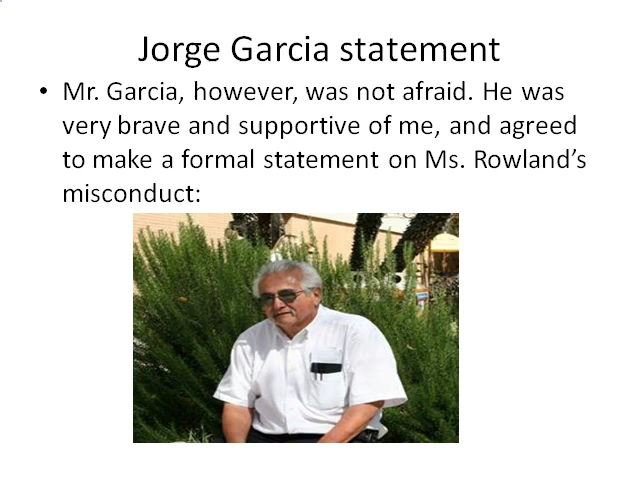 Jorge Garcia statement
• Mr. Garcia, however, was not afraid. He was
very brave and supportive of me, and agreed
to make a formal statement on Ms. Rowland’s
misconduct: